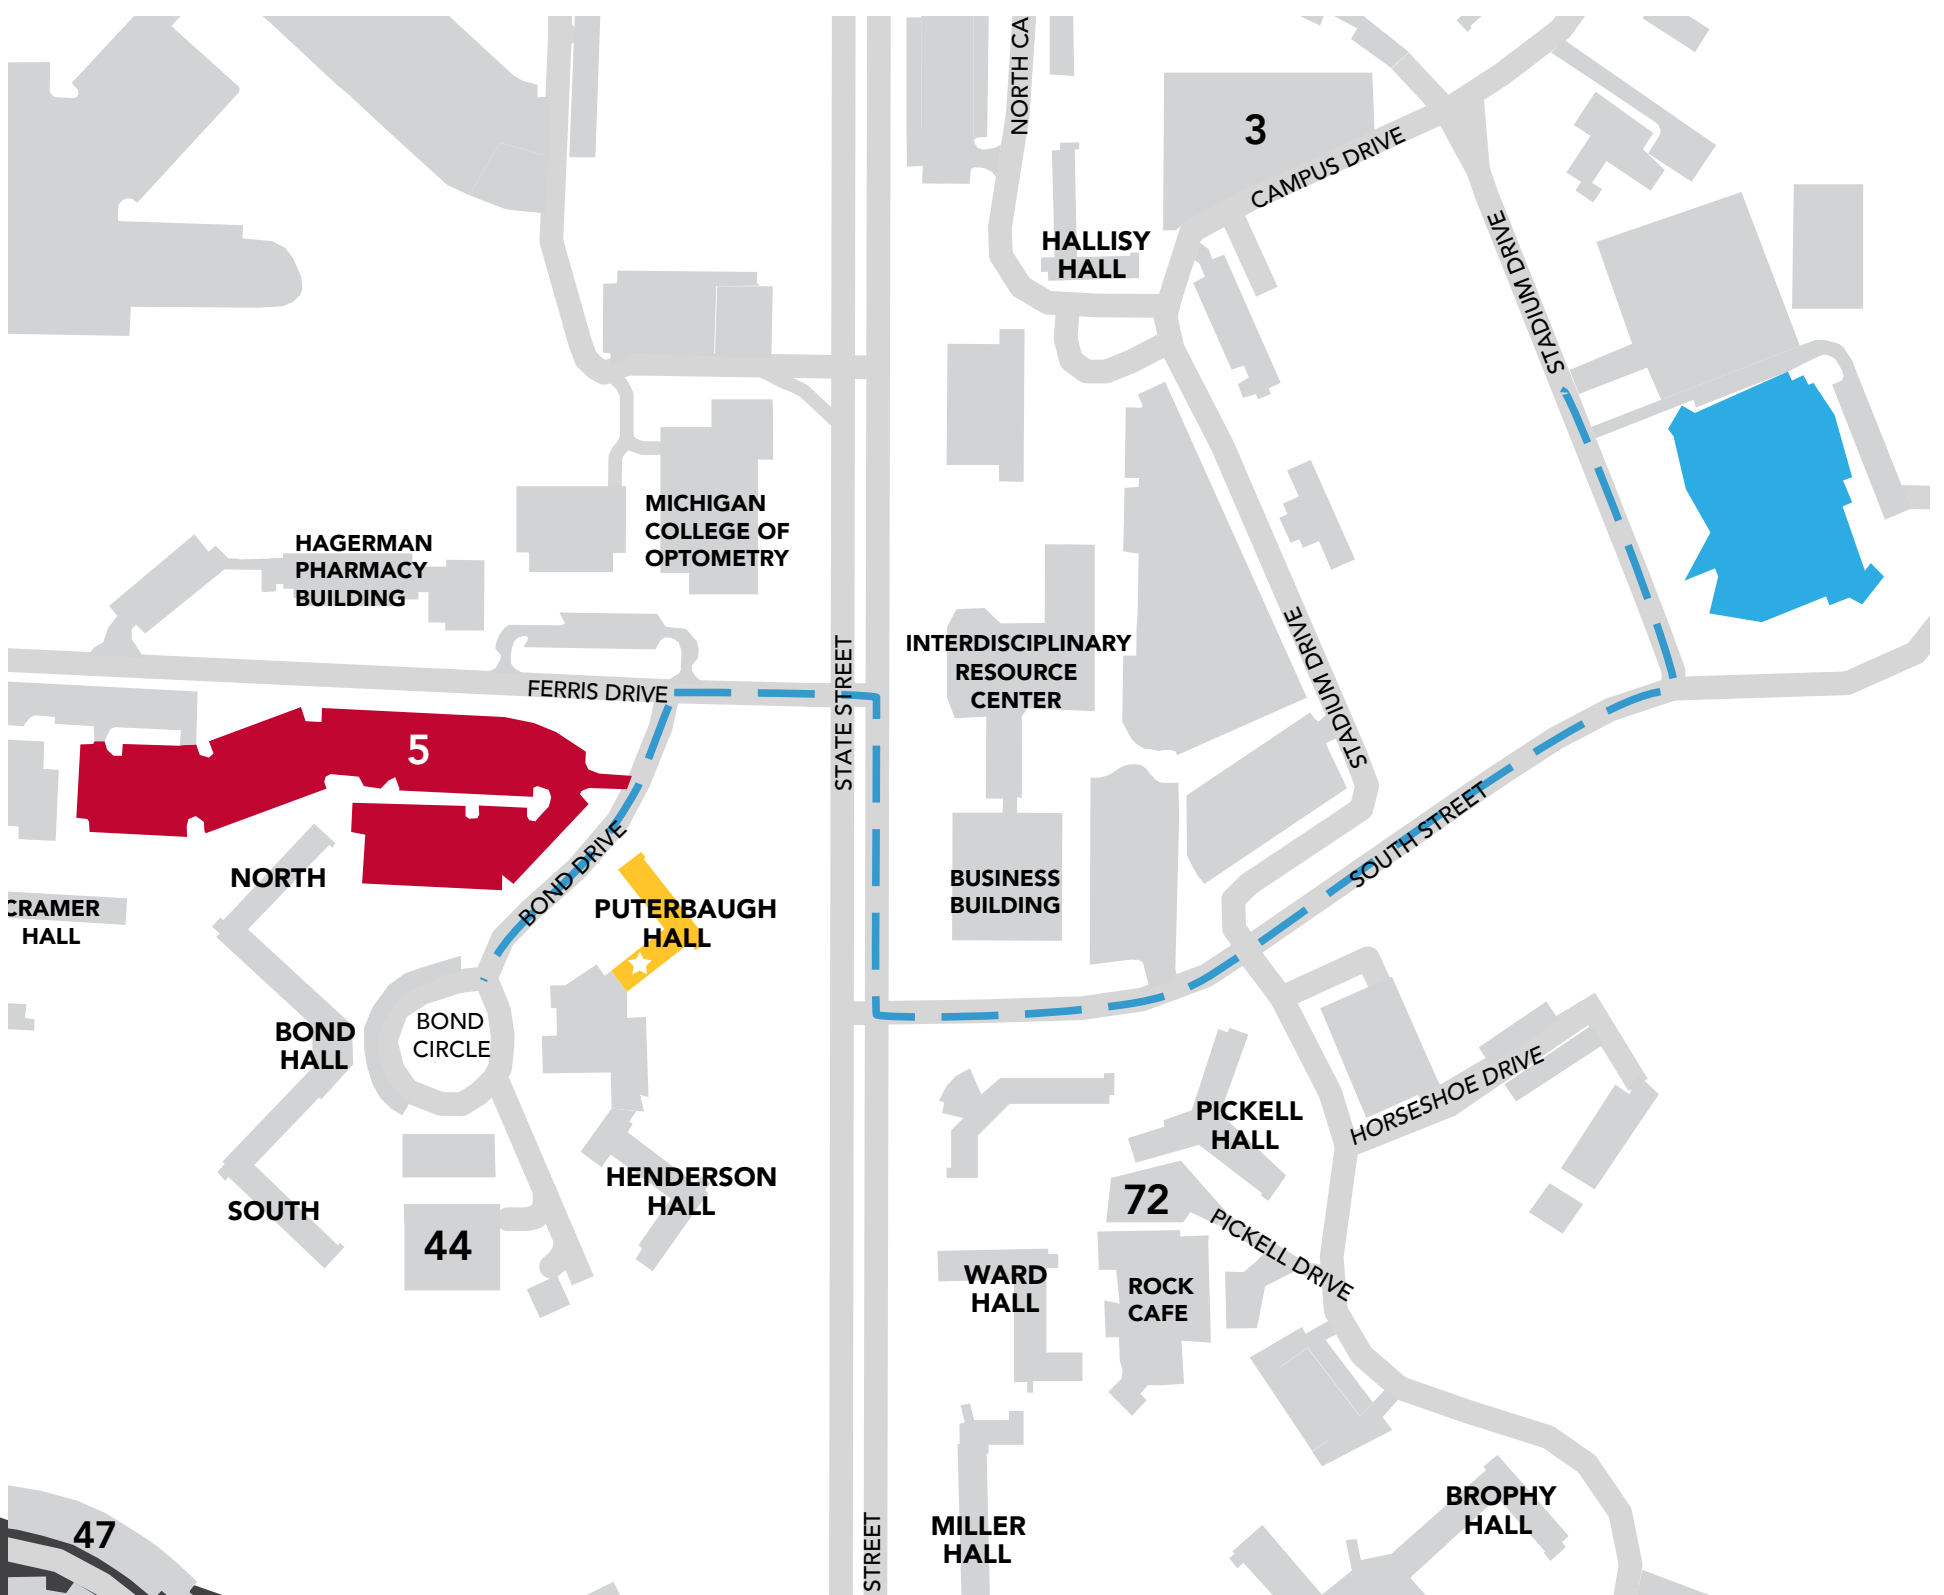 NORTH CA
3
CAMPUS DRIVE
HALLISY
HALL
STADIUM DRIVE
MICHIGAN
COLLEGE OF
OPTOMETRY
HAGERMAN
PHARMACY
BUILDING
INTERDISCIPLINARY
RESOURCE
CENTER
STADIUM DRIVE
FERRIS DRIVE
STATE STREET
5
BOND DRIVE
SOUTH STREET
NORTH
BUSINESS
BUILDING
CRAMER
HALL
PUTERBAUGH
HALL
BOND
CIRCLE
BOND
HALL
HORSESHOE DRIVE
PICKELL
HALL
HENDERSON
HALL
72
SOUTH
PICKELL DRIVE
44
WARD
HALL
ROCK
CAFE
BROPHY
HALL
MILLER
HALL
STREET
47